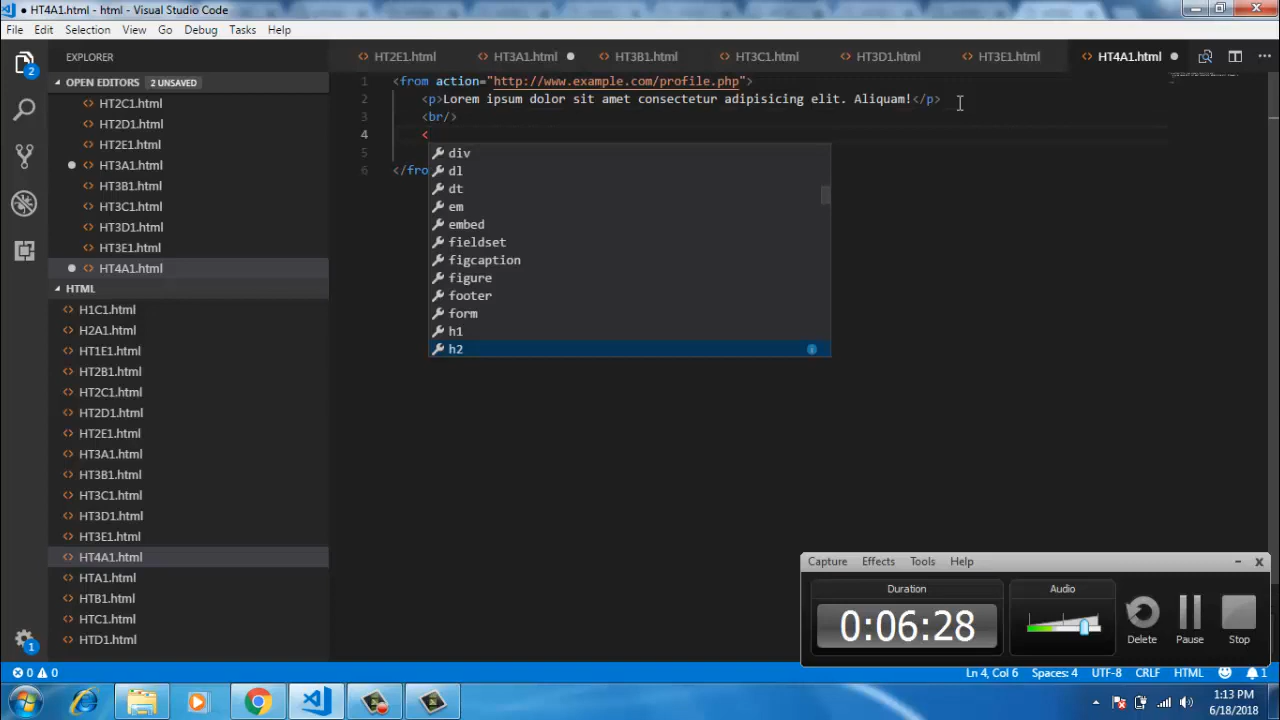 ● HT4A1.html - html - Visual Studio Code
File Edit Selection View Go Debug Tasks Help
EXPLORER
HT2E1.html HT3A1.html HT3B1.html HT3C1.html HT3D1.html HT3E1.html HT4A1.html
OPEN EDITORS 2 UNSAVED
HT2C1.html
HT2D1.html
HT2E1.html
HT3A1.html
HT3B1.html
HT3C1.html
HT3D1.html
HT3E1.html
HT4A1.html
HTML
H1C1.html
H2A1.html
HT1E1.html
HT2B1.html
HT2C1.html
HT2D1.html
HT2E1.html
HT3A1.html
HT3B1.html
HT3C1.html
HT3D1.html
HT3E1.html
HT4A1.html
HTA1.html
HTB1.html
HTC1.html
HTD1.html
2
1
1 <from action="http://www.example.com/profile.php">
2 <p>Lorem ipsum dolor sit amet consectetur adipisicing elit. Aliquam!</p>
3 <br/>
4 <
5
6 </fro
div
dl
dt
em
embed
fieldset
figcaption
figure
footer
form
h1
h2
Capture Effects Tools Help
Duration Audio
0:06:28
Delete Pause Stop
0 0 Ln 4, Col 6 Spaces: 4 UTF-8 CRLF HTML 1
1:13 PM
6/18/2018